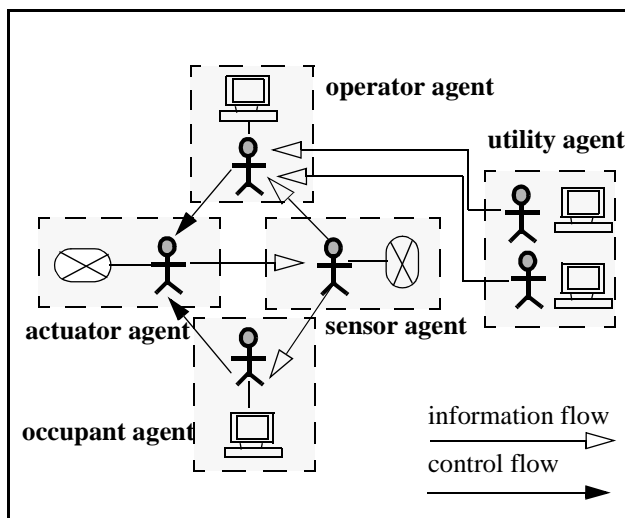 operator agent
utility agent
actuator agent
sensor agent
occupant agent
information flow
control flow